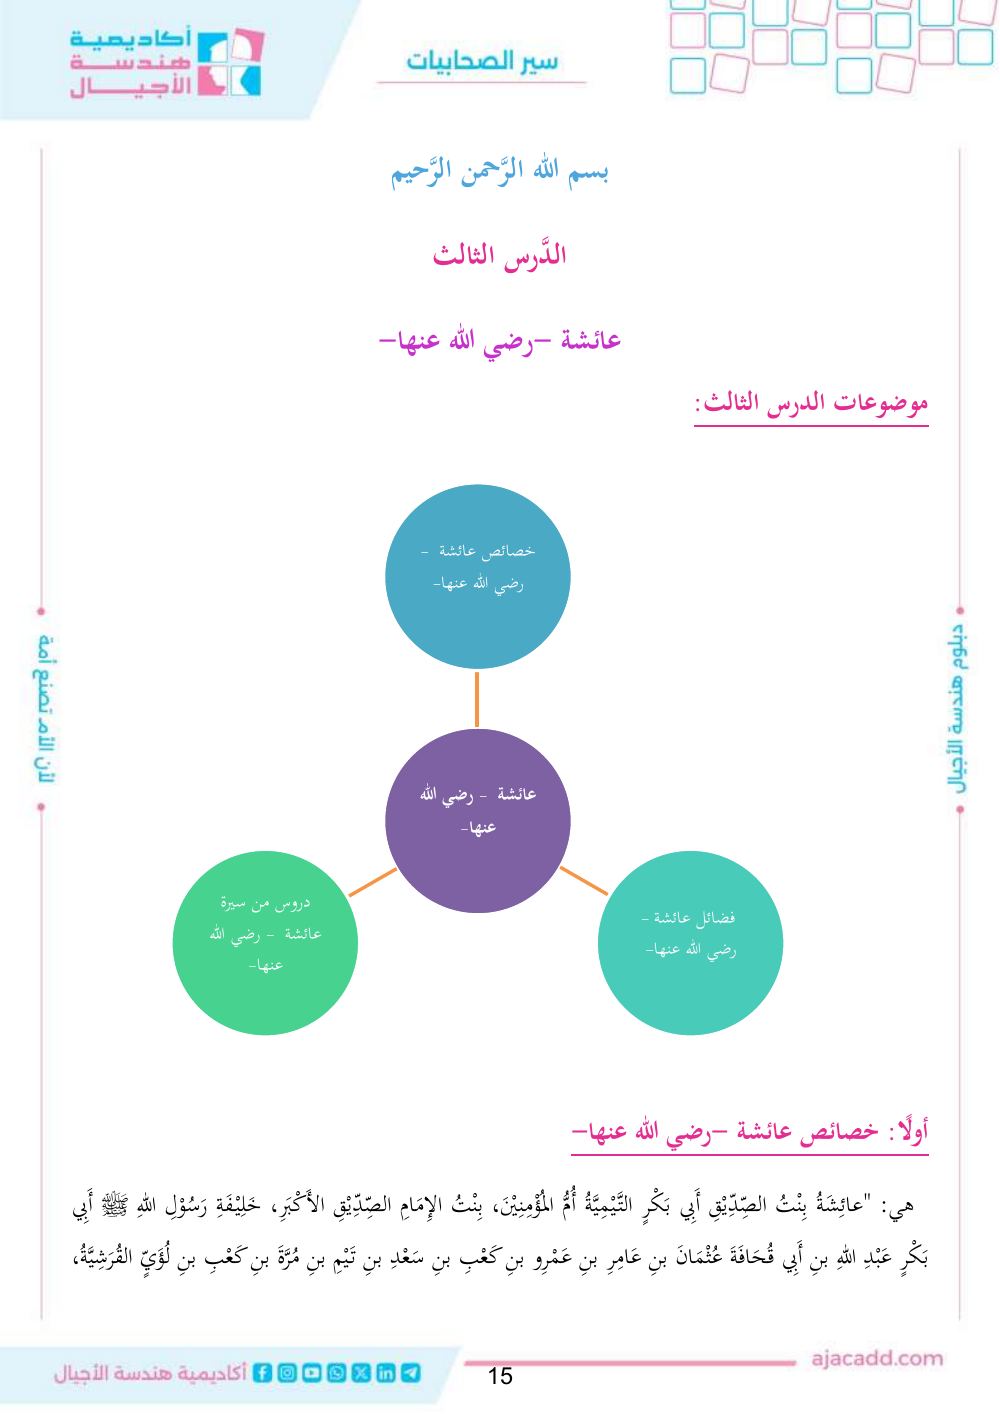 أكاديمية
هندسة
الأجيال
سير الصحابيات
بسم الله الرَّحمن الرَّحيم
الدَّرس الثالث
عائشة –رضي الله عنها–
موضوعات الدرس الثالث:
خصائص عائشة –
رضي الله عنها–
عائشة – رضي الله
عنها–
فضائل عائشة –
رضي الله عنها–
دروس من سيرة
عائشة – رضي الله
عنها–
دبلوم هندسة الأجيال
لأن الأم تصنع أمة
أولًا: خصائص عائشة –رضي الله عنها–
هي: "عائِشَةُ بِنْتُ الصِّدِّيْقِ أَبِي بَكْرٍ التَّيْمِيَّةُ أُمُّ المُؤْمِنِيْنَ، بِنْتُ الإِمَامِ الصِّدِّيْقِ الأَكْبَرِ، خَلِيْفَةِ رَسُوْلِ اللهِ ﷺ أَبِي
بَكْرٍ عَبْدِ اللهِ بنِ أَبِي قُحَافَةَ عُثْمَانَ بنِ عَامِرِ بنِ عَمْرِو بنِ كَعْبِ بنِ سَعْدِ بنِ تَيْمِ بنِ مُرَّةَ بنِ كَعْبِ بنِ لُؤَيٍّ القُرَشِيَّةُ،
أكاديمية هندسة الأجيال
15
ajacadd.com